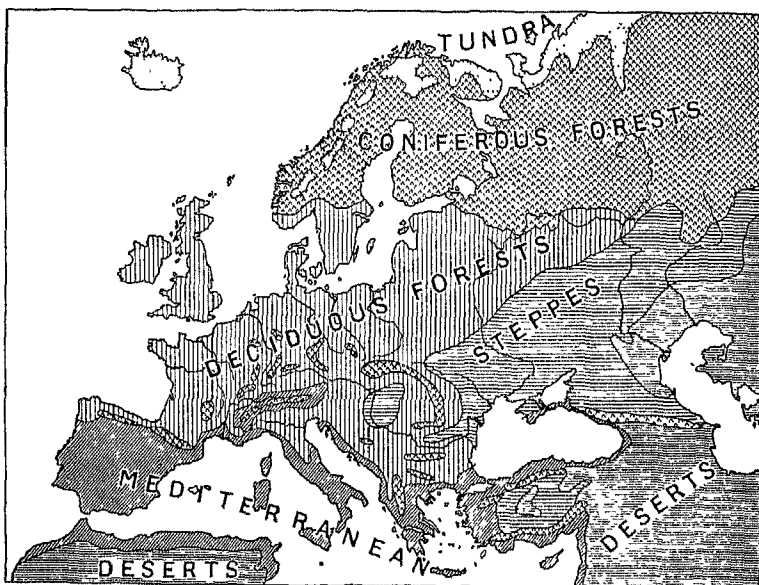 TUNDRA
CONIFEROUS FORESTS
DECIDUOUS FORESTS
STEPPES
MEDITERRANEAN
DESERTS
DESERTS